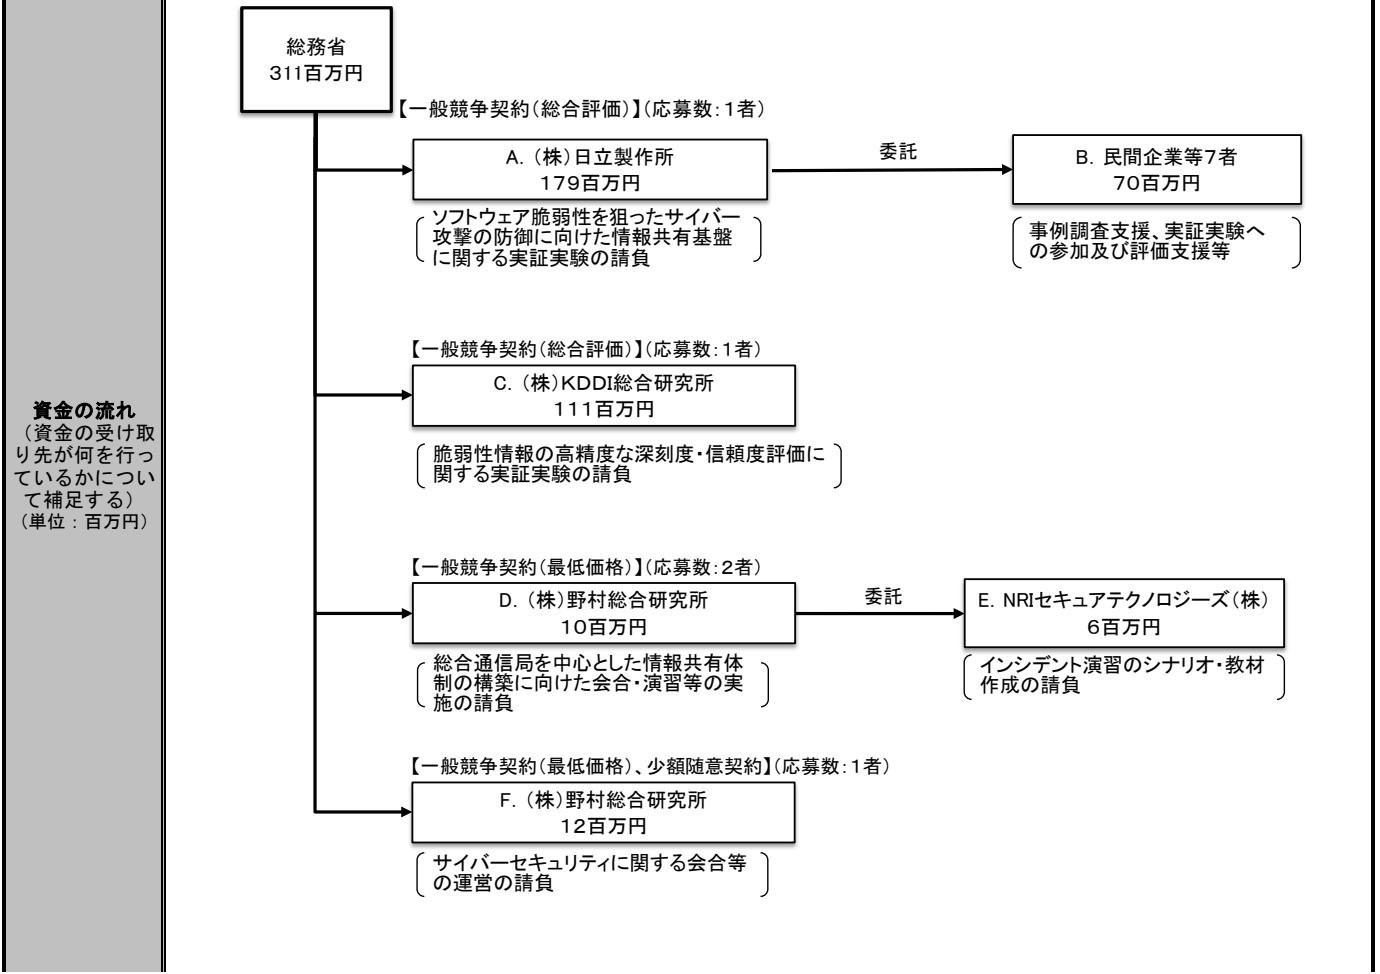 総務省
311百万円
【一般競争契約(総合評価)】(応募数：1者)
A. (株)日立製作所
179百万円
委託
B. 民間企業等7者
70百万円
ソフトウェア脆弱性を狙ったサイバー
攻撃の防御に向けた情報共有基盤
に関する実証実験の請負
事例調査支援、実証実験へ
の参加及び評価支援等
【一般競争契約(総合評価)】(応募数：1者)
C. (株)KDDI総合研究所
111百万円
脆弱性情報の高精度な深刻度・信頼度評価に
関する実証実験の請負
資金の流れ
（資金の受け取
り先が何を行っ
ているかについ
て補足する）
（単位：百万円）
【一般競争契約(最低価格)】(応募数：2者)
D. (株)野村総合研究所
10百万円
委託
E. NRIセキュアテクノロジーズ(株)
6百万円
総合通信局を中心とした情報共有体
制の構築に向けた会合・演習等の実
施の請負
インシデント演習のシナリオ・教材
作成の請負
【一般競争契約(最低価格)、少額随意契約】(応募数：1者)
F. (株)野村総合研究所
12百万円
サイバーセキュリティに関する会合等
の運営の請負